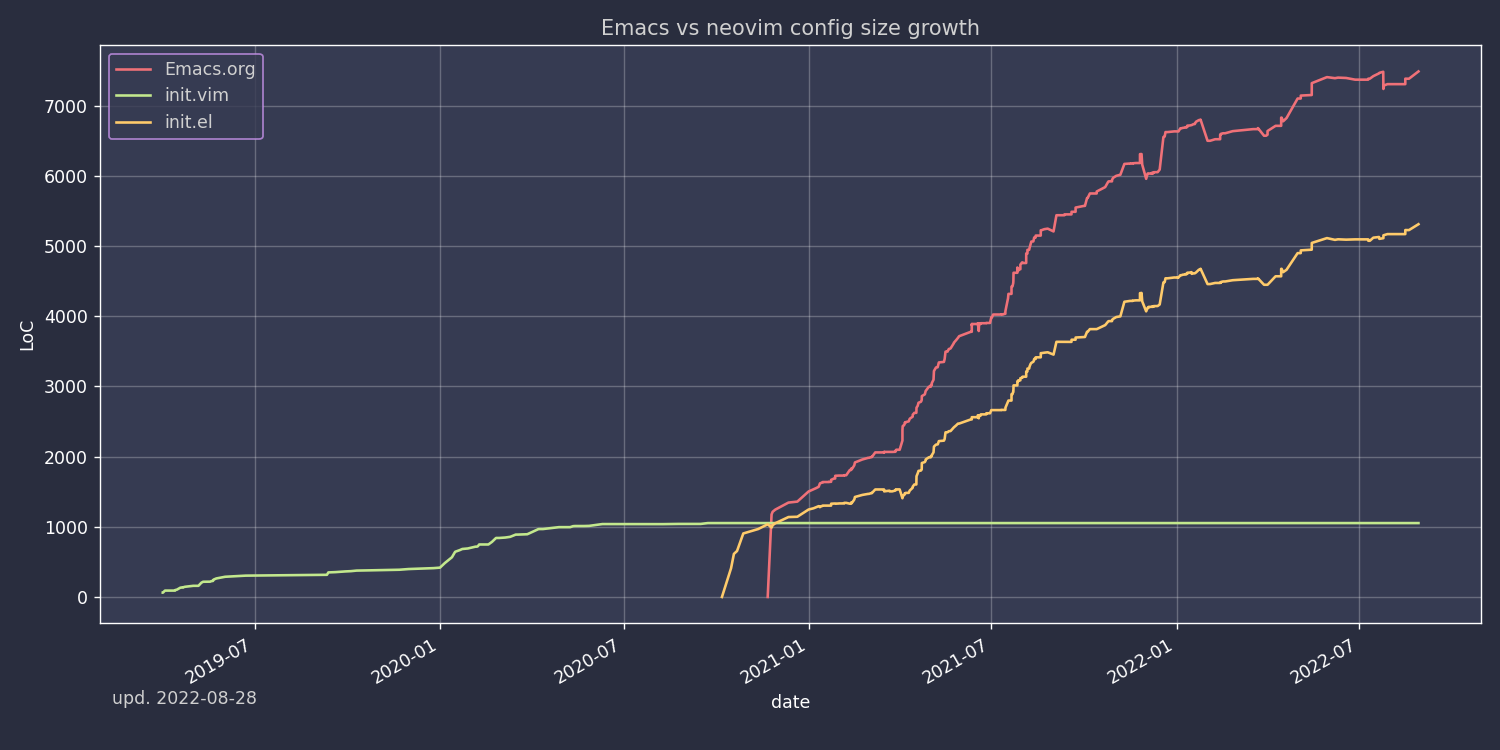 Emacs vs neovim config size growth
Emacs.org
init.vim
init.el
LoC
7000
6000
5000
4000
3000
2000
1000
0
2019-07
2020-01
2020-07
2021-01
2021-07
2022-01
2022-07
date
upd. 2022-08-28